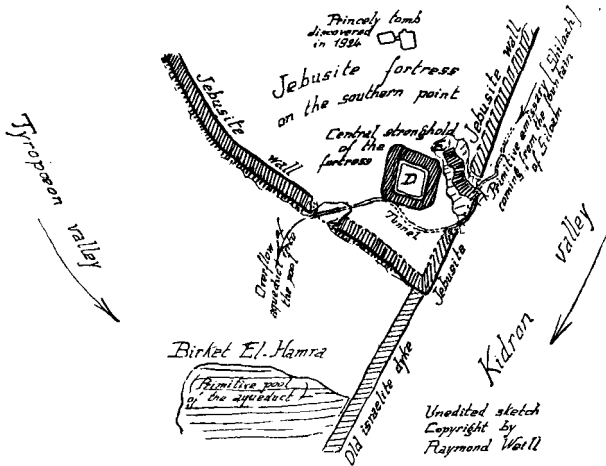 Princely tomb
discovered
in 1924
Jebusite fortress
on the southern point
Jebusite
wall
Jebusite wall
Central stronghold
of the
fortress
D
E
Tunnel
Primitive emissary [Shiloah]
coming from the fountain
of Siloam
Tyropœon
valley
Overflow of
aqueduct into
the pool
Jebusite
valley
Kidron
Birket El-Hamra
(Primitive pool
of the aqueduct)
Old israelite dyke
Unedited sketch
Copyright by
Raymond Weill